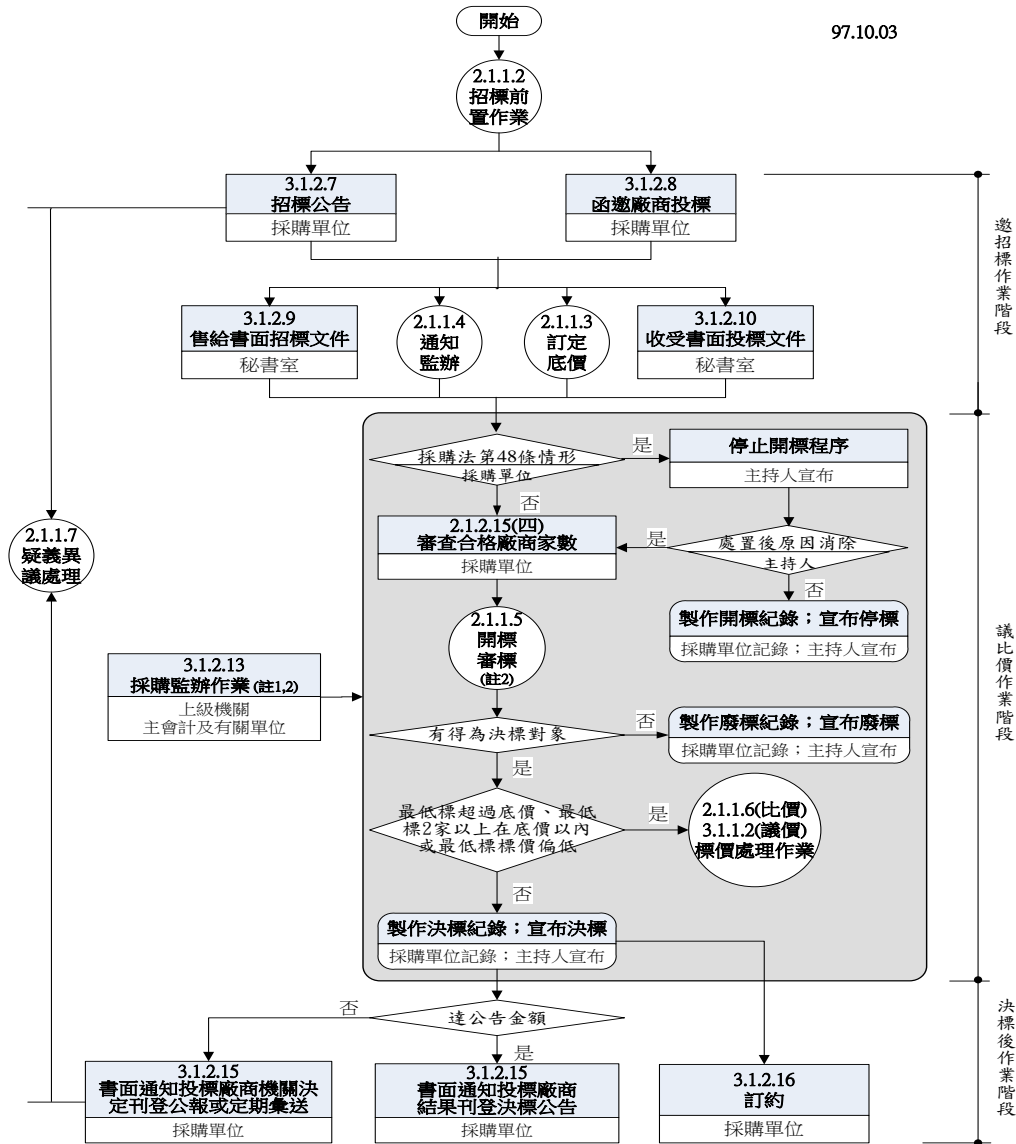 開始
97.10.03
2.1.1.2
招標前
置作業
3.1.2.7
招標公告
採購單位
3.1.2.8
函邀廠商投標
採購單位
邀招標作業階段
3.1.2.9
售給書面招標文件
秘書室
2.1.1.4
通知
監辦
2.1.1.3
訂定
底價
3.1.2.10
收受書面投標文件
秘書室
採購法第48條情形
採購單位
是
停止開標程序
主持人宣布
否
2.1.2.15(四)
審查合格廠商家數
採購單位
是
處置後原因消除
主持人
否
2.1.1.7
疑義異
議處理
製作開標紀錄；宣布停標
採購單位記錄；主持人宣布
2.1.1.5
開標
審標
(註2)
議比價作業階段
3.1.2.13
採購監辦作業(註1,2)
上級機關
主會計及有關單位
有得為決標對象
否
製作廢標紀錄；宣布廢標
採購單位記錄；主持人宣布
是
最低標超過底價、最低
標2家以上在底價以內
或最低標標價偏低
是
2.1.1.6(比價)
3.1.1.2(議價)
標價處理作業
否
製作決標紀錄；宣布決標
採購單位記錄；主持人宣布
決標後作業階段
達公告金額
否
是
3.1.2.15
書面通知投標廠商機關決
定刊登公報或定期彙送
採購單位
3.1.2.15
書面通知投標廠商
結果刊登決標公告
採購單位
3.1.2.16
訂約
採購單位